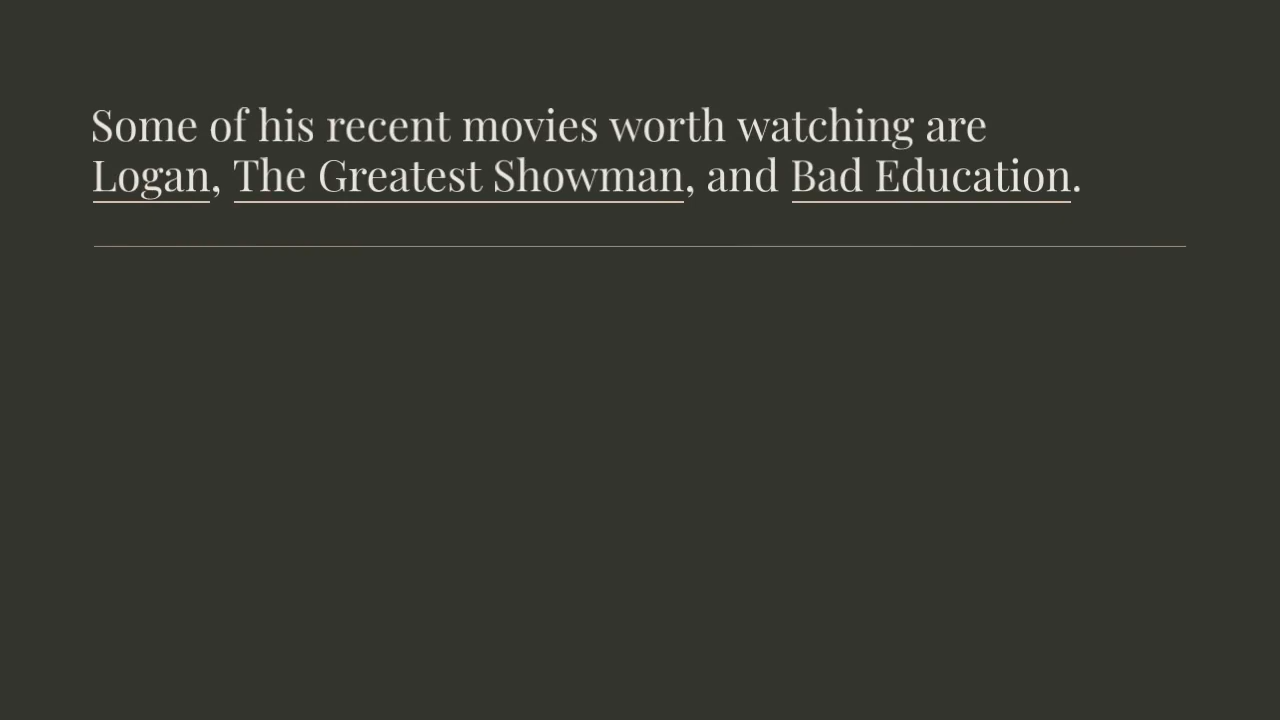 Some of his recent movies worth watching are
Logan, The Greatest Showman, and Bad Education.